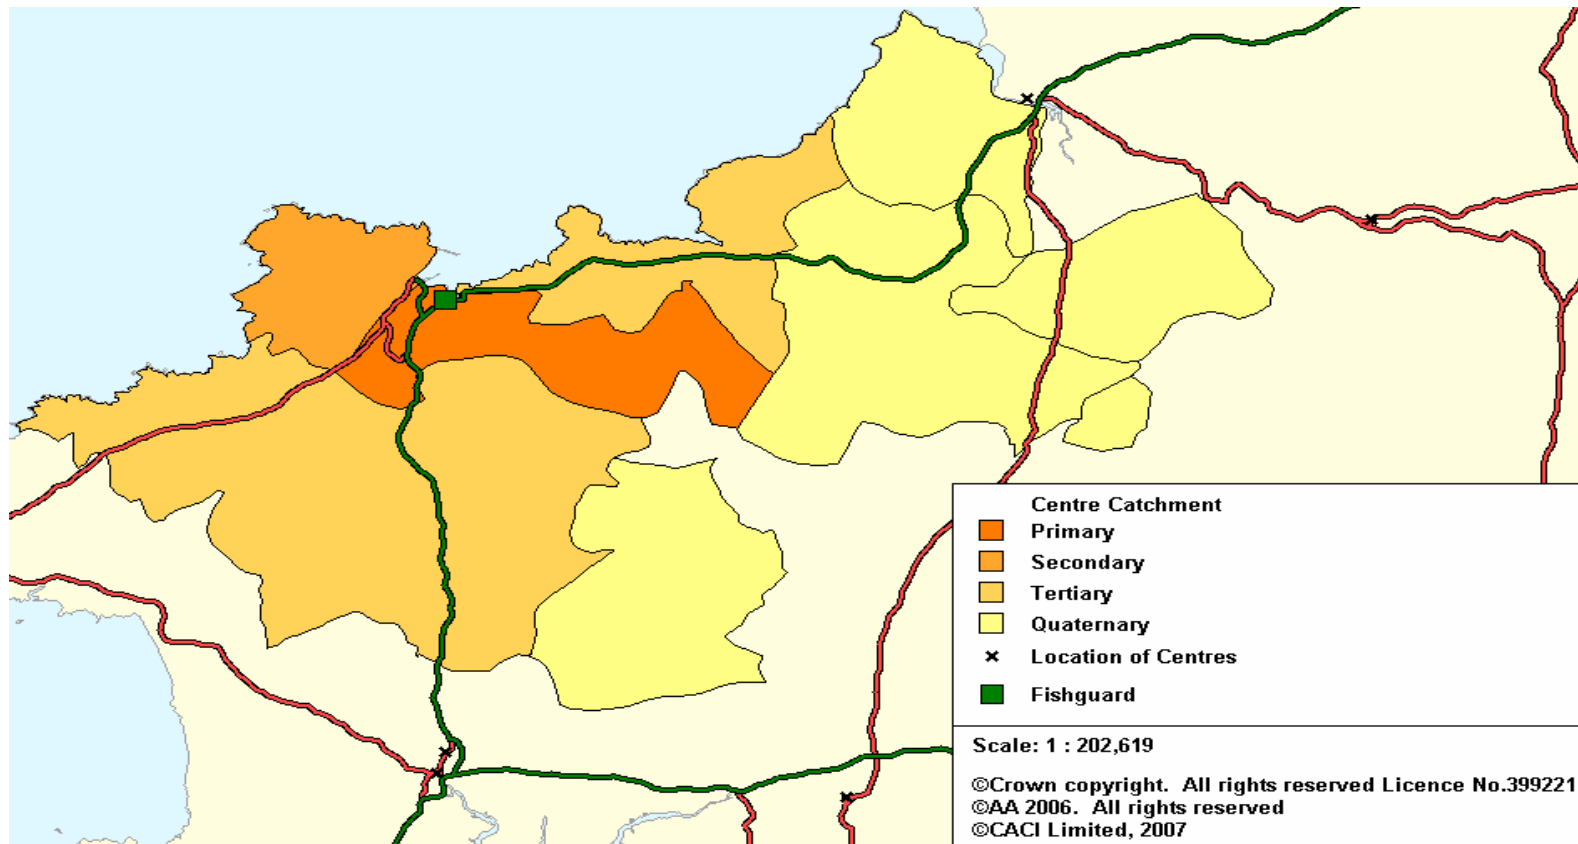 Centre Catchment
Primary
Secondary
Tertiary
Quaternary
Location of Centres
Fishguard
Scale: 1 : 202,619
©Crown copyright. All rights reserved Licence No.399221
©AA 2006. All rights reserved
©CACI Limited, 2007